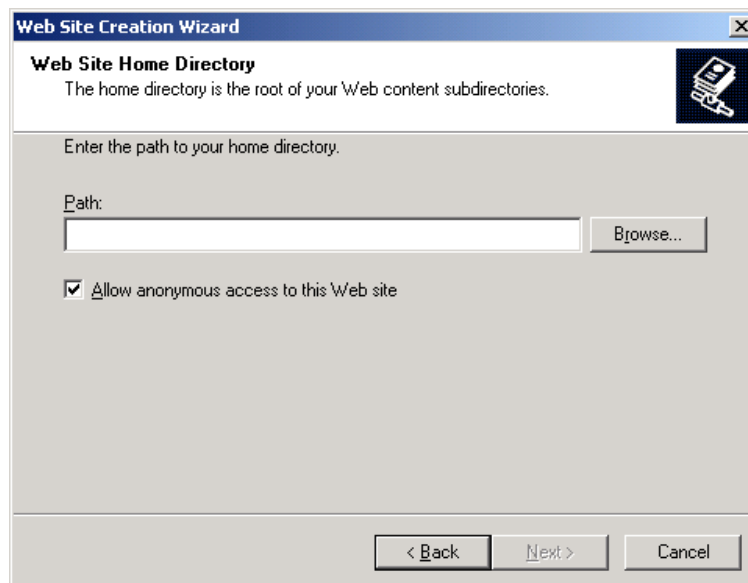 Web Site Creation Wizard
Web Site Home Directory
The home directory is the root of your Web content subdirectories.
Enter the path to your home directory.
Path:
Browse...
Allow anonymous access to this Web site
< Back Next > Cancel